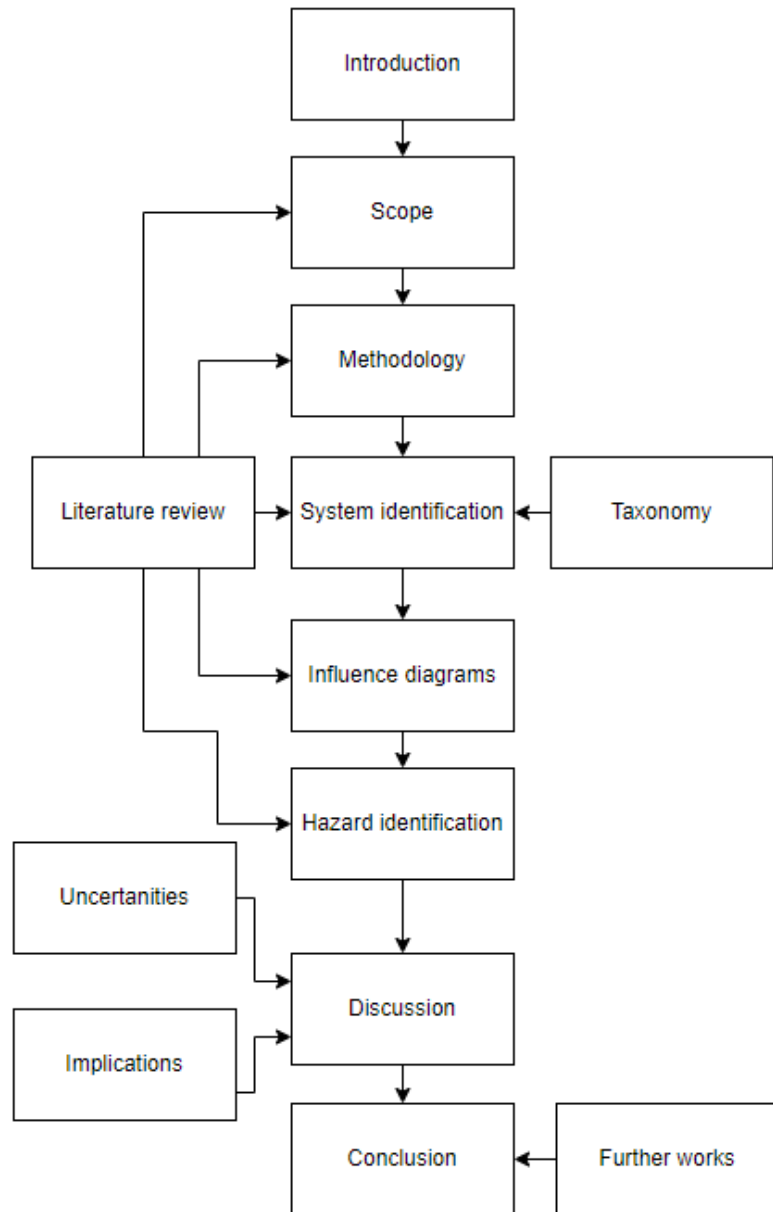 Introduction
Scope
Methodology
Literature review
System identification
Taxonomy
Influence diagrams
Hazard identification
Uncertanities
Discussion
Implications
Conclusion
Further works